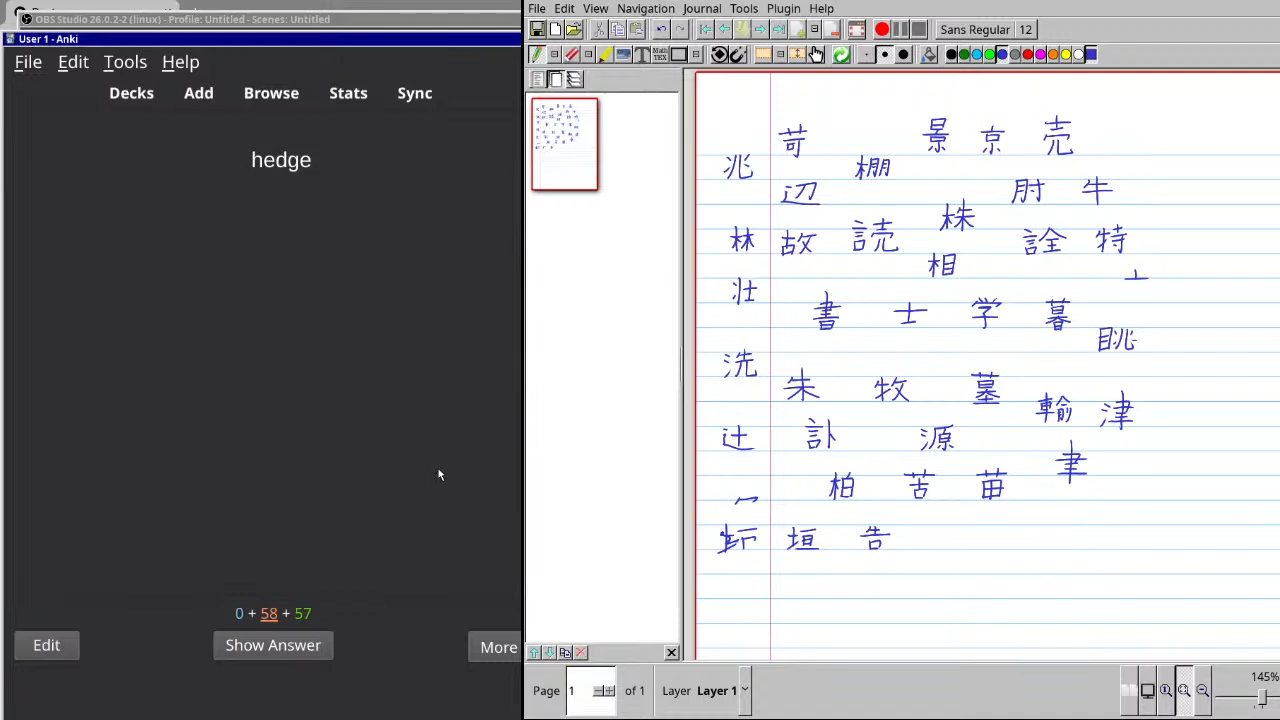 OBS Studio 26.0.2-2 (linux) - Profile: Untitled - Scenes: Untitled
User 1 - Anki
File Edit Tools Help
Decks Add Browse Stats Sync
hedge
0 + 58 + 57
Edit Show Answer More
File Edit View Navigation Journal Tools Plugin Help
Sans Regular 12
苛 景 京 売
兆 棚
辺 肘 牛
株
林 故 読 詮 特
相
壮 書 士 学 暮
眺
洗 朱 牧 墓
輸 津
辻 訃 源
聿
柏 苦 苗
垣 告
Page 1 of 1 Layer Layer 1 145%